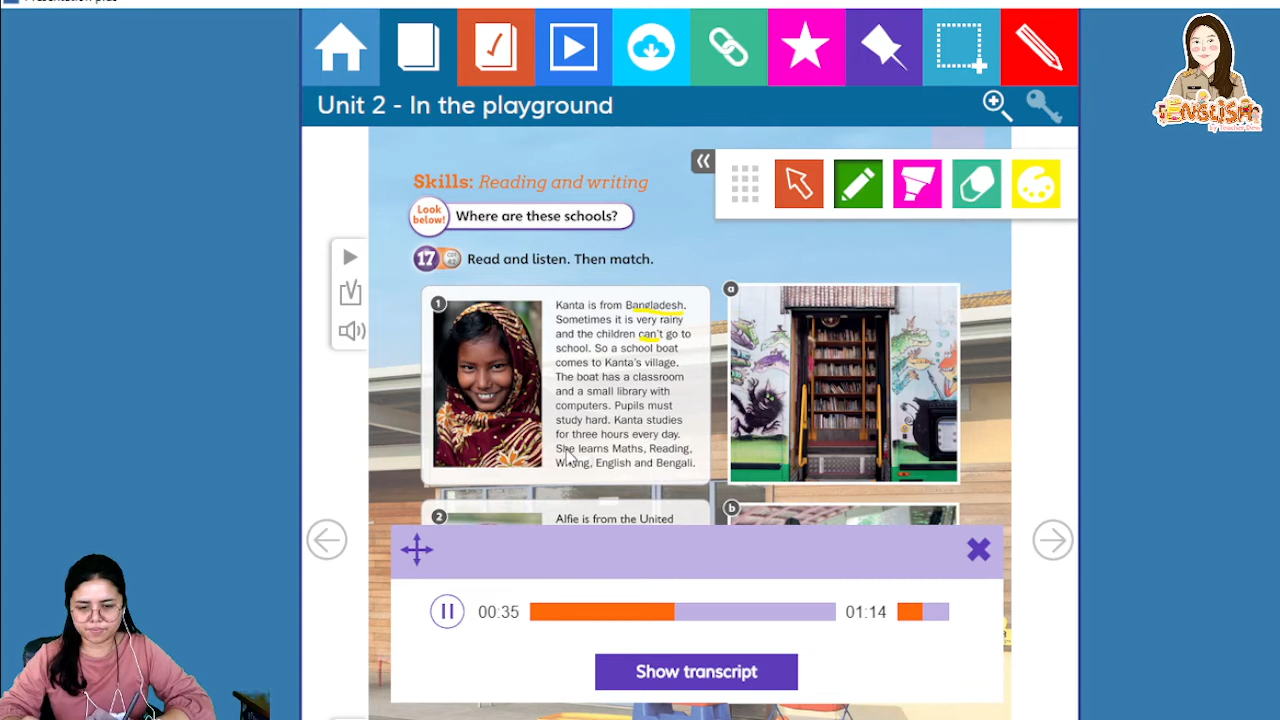 Unit 2 - In the playground
ENGLISH
by Teacher Dew
Skills: Reading and writing
Look below!
Where are these schools?
17
Read and listen. Then match.
1
Kanta is from Bangladesh.
Sometimes it is very rainy
and the children can't go to
school. So a school boat
comes to Kanta's village.
The boat has a classroom
and a small library with
computers. Pupils must
study hard. Kanta studies
for three hours every day.
She learns Maths, Reading,
Writing, English and Bengali.
a
2
Alfie is from the United
b
00:35
01:14
Show transcript